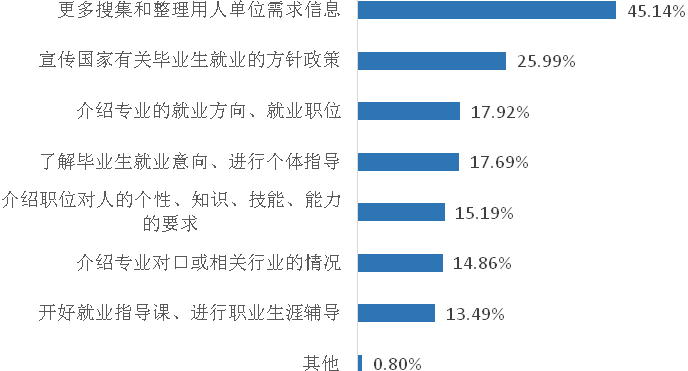 更多搜集和整理用人单位需求信息 45.14%
宣传国家有关毕业生就业的方针政策 25.99%
介绍专业的就业方向、就业职位 17.92%
了解毕业生就业意向、进行个体指导 17.69%
介绍职位对人的个性、知识、技能、能力
的要求 15.19%
介绍专业对口或相关行业的情况 14.86%
开好就业指导课、进行职业生涯辅导 13.49%
其他 0.80%